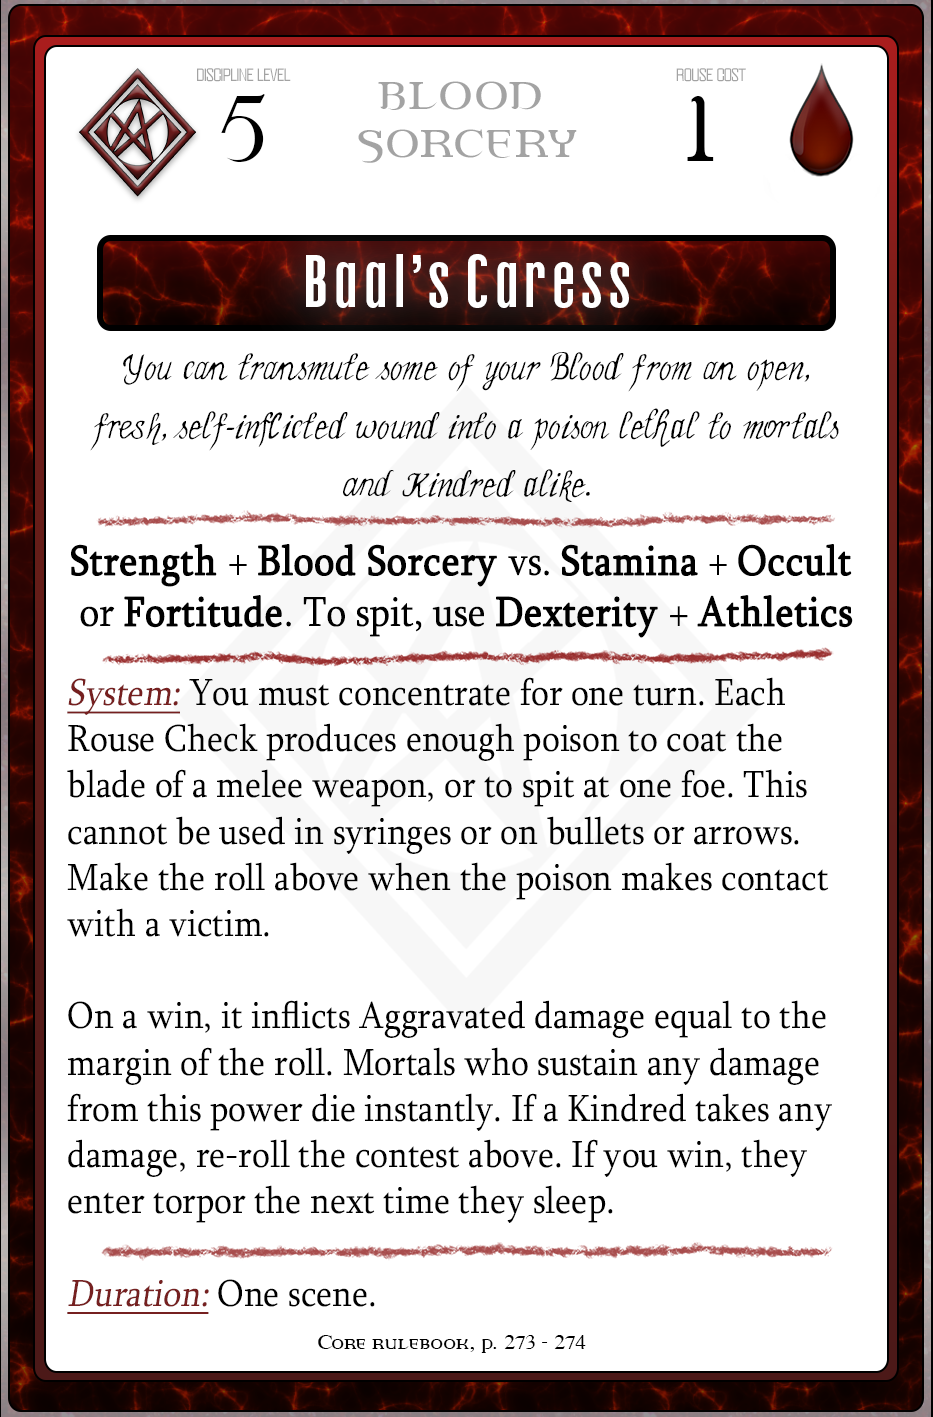 DISCIPLINE LEVEL
5
BLOOD
SORCERY
ROUSE COST
1
Baal's Caress
You can transmute some of your Blood from an open,
fresh, self-inflicted wound into a poison lethal to mortals
and Kindred alike.
Strength + Blood Sorcery vs. Stamina + Occult
or Fortitude. To spit, use Dexterity + Athletics
System: You must concentrate for one turn. Each
Rouse Check produces enough poison to coat the
blade of a melee weapon, or to spit at one foe. This
cannot be used in syringes or on bullets or arrows.
Make the roll above when the poison makes contact
with a victim.
On a win, it inflicts Aggravated damage equal to the
margin of the roll. Mortals who sustain any damage
from this power die instantly. If a Kindred takes any
damage, re-roll the contest above. If you win, they
enter torpor the next time they sleep.
Duration: One scene.
Core rulebook, p. 273 - 274